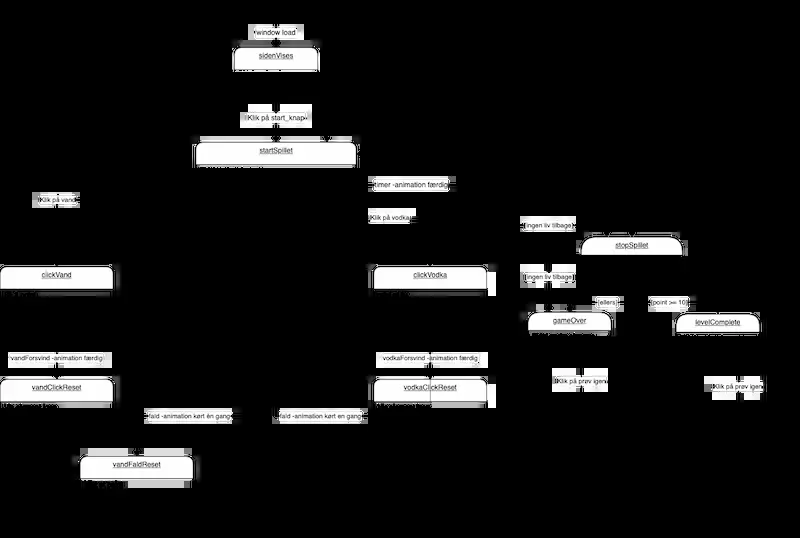 window load
sidenVises
Klik på start_knap
startSpillet
timer -animation færdig
Klik på vand
Klik på vodka
[ingen liv tilbage]
stopSpillet
clickVand
clickVodka
[ingen liv tilbage]
[ellers]
[point >= 10]
gameOver
levelComplete
vandForsvind -animation færdig
vodkaForsvind -animation færdig
Klik på prøv igen
Klik på prøv igen
vandClickReset
vodkaClickReset
fald -animation kørt én gang
fald -animation kørt en gang
vandFaldReset